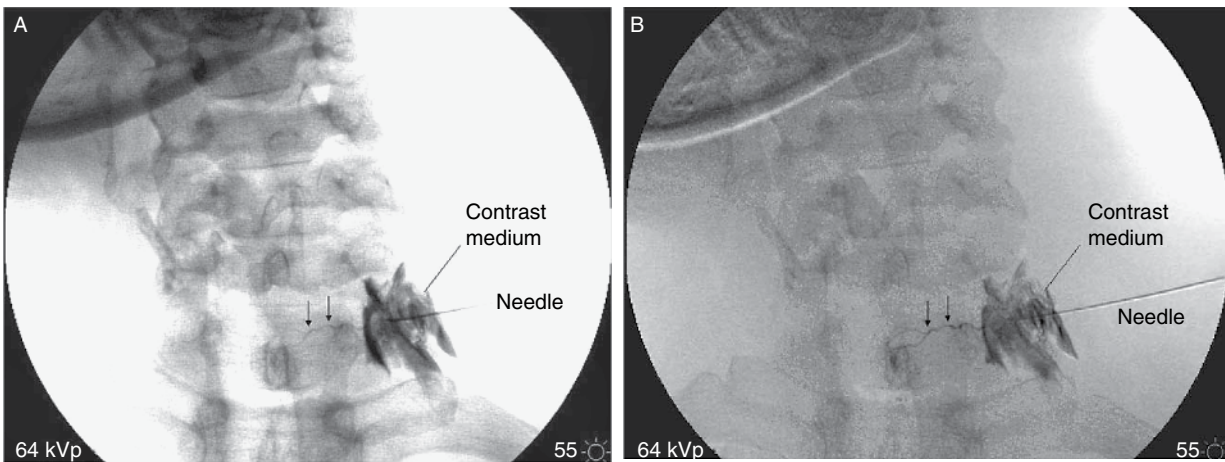 A
Contrast
medium
Needle
64 kVp
55
B
Contrast
medium
Needle
64 kVp
55